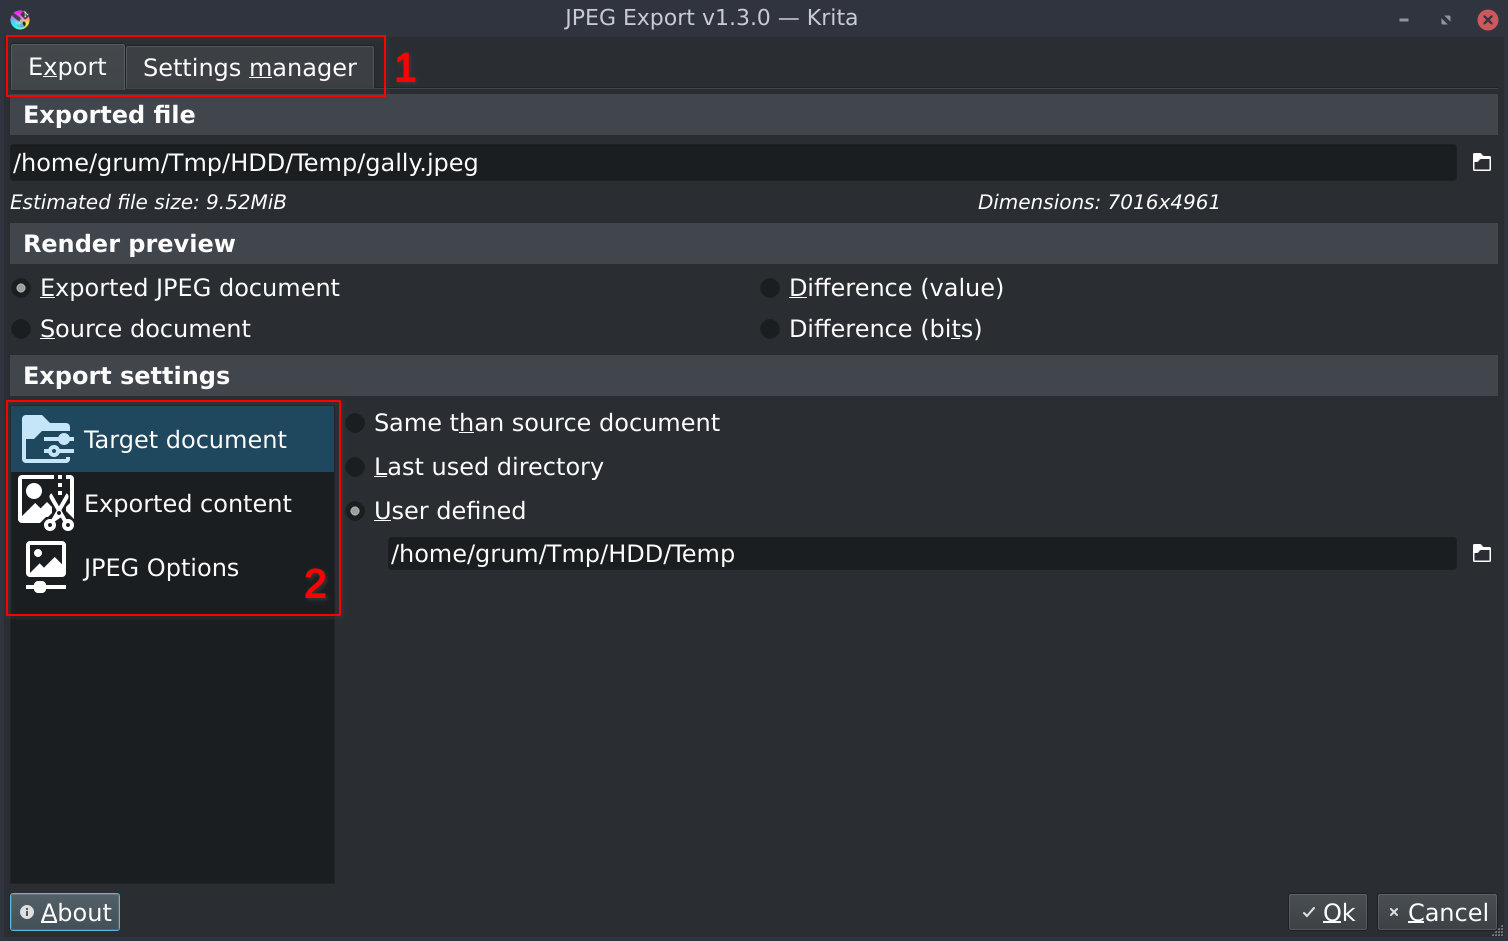 JPEG Export v1.3.0 — Krita
Export Settings manager 1
Exported file
/home/grum/Tmp/HDD/Temp/gally.jpeg
Estimated file size: 9.52MiB Dimensions: 7016x4961
Render preview
Exported JPEG document Difference (value)
Source document Difference (bits)
Export settings
Target document
Exported content
JPEG Options
2
Same than source document
Last used directory
User defined
/home/grum/Tmp/HDD/Temp
About Ok Cancel